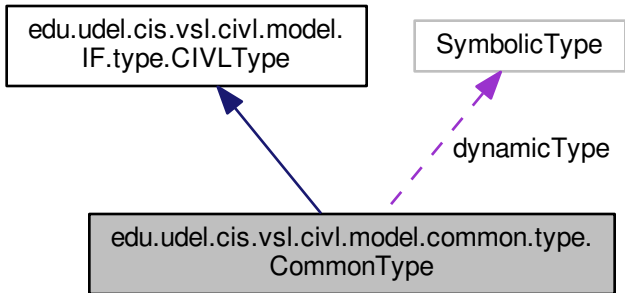 edu.udel.cis.vsl.civl.model.
IF.type.CIVLType
SymbolicType
dynamicType
edu.udel.cis.vsl.civl.model.common.type.
CommonType